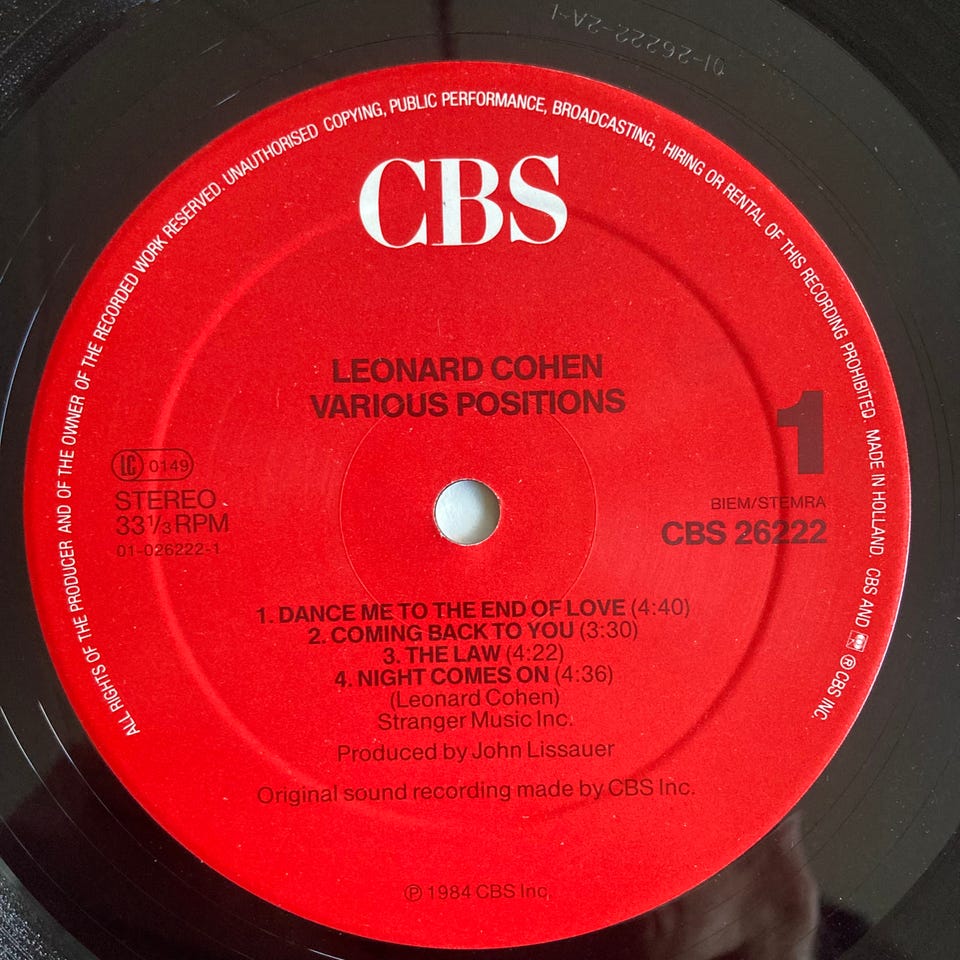 01-26222-2A-1
ALL RIGHTS OF THE PRODUCER AND OF THE OWNER OF THE RECORDED WORK RESERVED. UNAUTHORISED COPYING, PUBLIC PERFORMANCE, BROADCASTING, HIRING OR RENTAL OF THIS RECORDING PROHIBITED. MADE IN HOLLAND. CBS AND ℗ CBS INC.
CBS
LEONARD COHEN
VARIOUS POSITIONS
1
LC 0149
STEREO
33 1/3 RPM
01-026222-1
BIEM/STEMRA
CBS 26222
1. DANCE ME TO THE END OF LOVE (4:40)
2. COMING BACK TO YOU (3:30)
3. THE LAW (4:22)
4. NIGHT COMES ON (4:36)
(Leonard Cohen)
Stranger Music Inc.
Produced by John Lissauer
Original sound recording made by CBS Inc.
℗ 1984 CBS Inc.